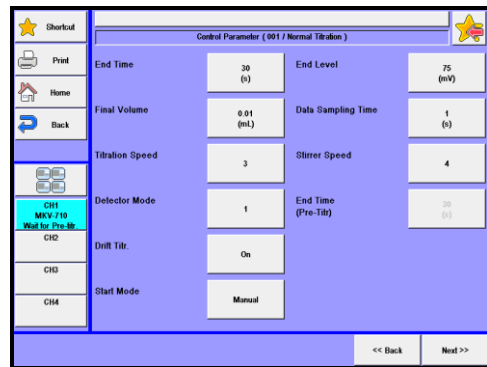 Shortcut
Control Parameter ( 001 / Normal Titration )
Print
Home
Back
CH1
MKV-710
Wait for Pre-titr.
CH2
CH3
CH4
End Time
30
(s)
End Level
75
(mV)
Final Volume
0.01
(mL)
Data Sampling Time
1
(s)
Titration Speed
3
Stirrer Speed
4
Detector Mode
1
End Time
(Pre-Titr)
30
(s)
Drift Titr.
On
Start Mode
Manual
<< Back
Next >>